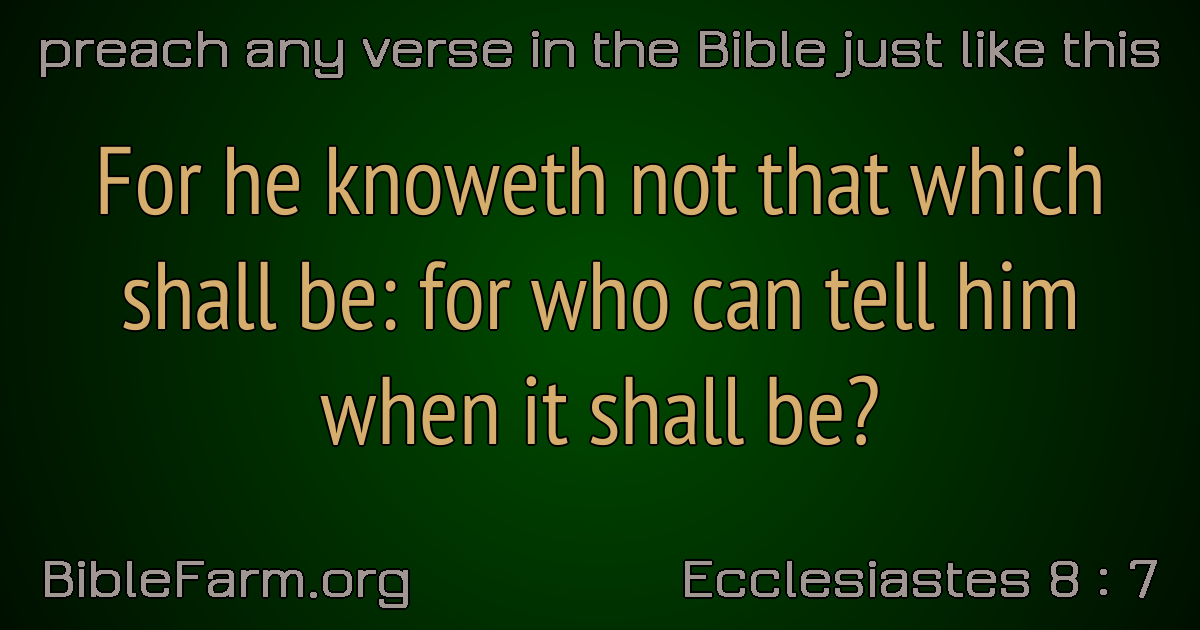 preach any verse in the Bible just like this
For he knoweth not that which
shall be: for who can tell him
when it shall be?
BibleFarm.org
Ecclesiastes 8 : 7